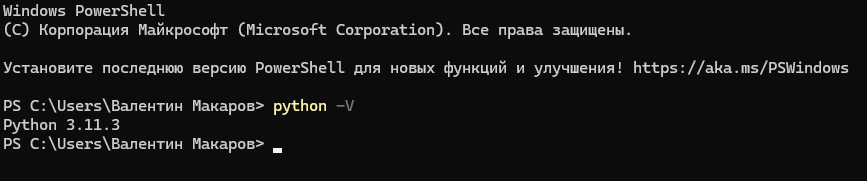 Windows PowerShell
(C) Корпорация Майкрософт (Microsoft Corporation). Все права защищены.
Установите последнюю версию PowerShell для новых функций и улучшения! https://aka.ms/PSWindows
PS C:\Users\Валентин Макаров> python -V
Python 3.11.3
PS C:\Users\Валентин Макаров>